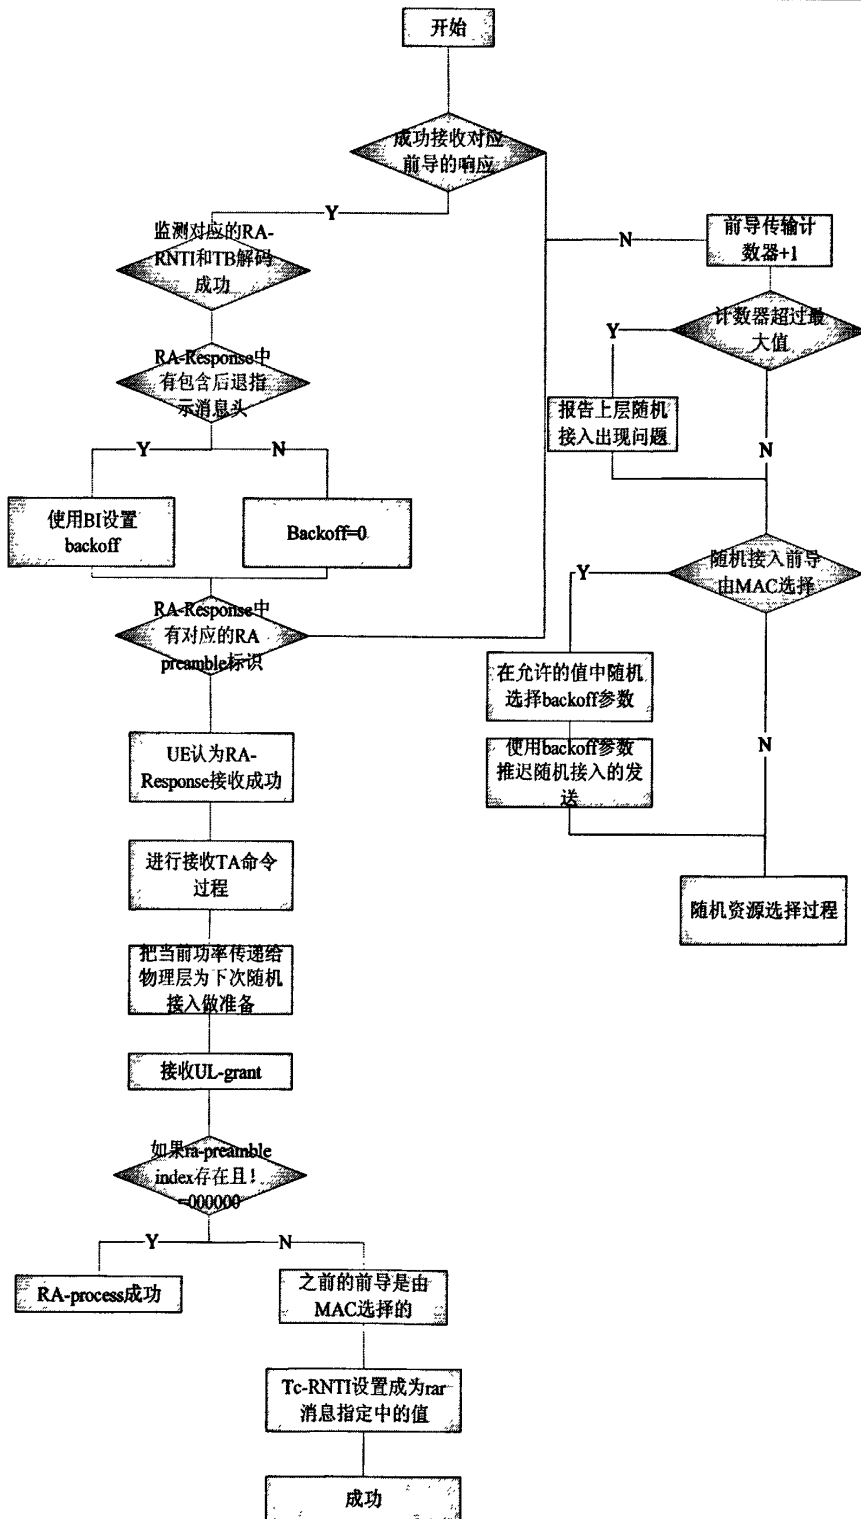 开始
成功接收对应
前导的响应
Y
监测对应的RA-
RNTI和TB解码
成功
RA-Response中
有包含后退指
示消息头
Y
N
使用BI设置
backoff
Backoff=0
RA-Response中
有对应的RA
preamble标识
UE认为RA-
Response接收成功
进行接收TA命令
过程
把当前功率传递给
物理层为下次随机
接入做准备
接收UL-grant
如果ra-preamble
index存在且！
=000000
Y
N
RA-process成功
之前的前导是由
MAC选择的
Tc-RNTI设置成为rar
消息指定中的值
成功
N
前导传输计
数器+1
计数器超过最
大值
Y
报告上层随机
接入出现问题
N
随机接入前导
由MAC选择
Y
在允许的值中随机
选择backoff参数
使用backoff参数
推迟随机接入的发
送
N
随机资源选择过程